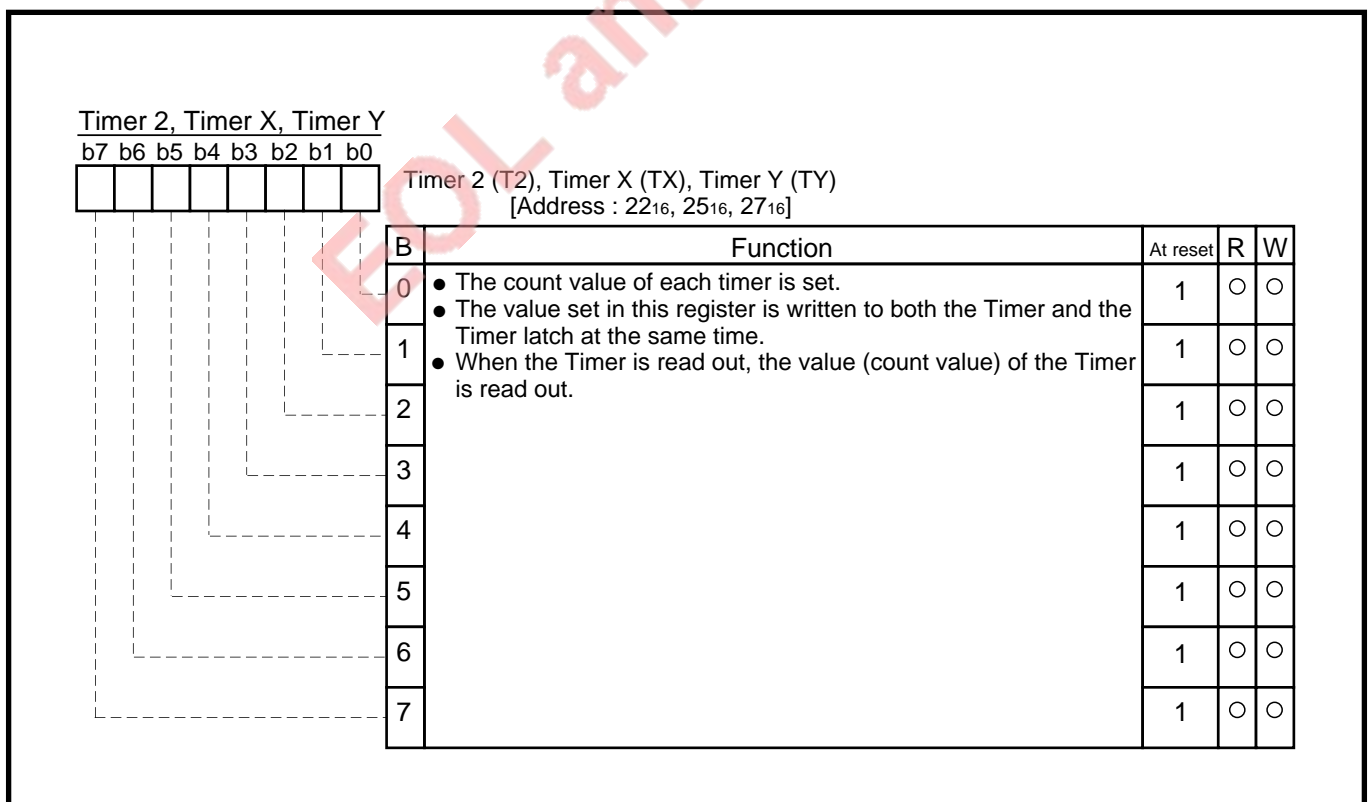 EOL an
Timer 2, Timer X, Timer Y
b7 b6 b5 b4 b3 b2 b1 b0
Timer 2 (T2), Timer X (TX), Timer Y (TY)
[Address : 2216, 2516, 2716]
B Function At reset R W
0 ● The count value of each timer is set. 1 ○ ○
● The value set in this register is written to both the Timer and the
Timer latch at the same time.
1 ● When the Timer is read out, the value (count value) of the Timer 1 ○ ○
is read out.
2 1 ○ ○
3 1 ○ ○
4 1 ○ ○
5 1 ○ ○
6 1 ○ ○
7 1 ○ ○